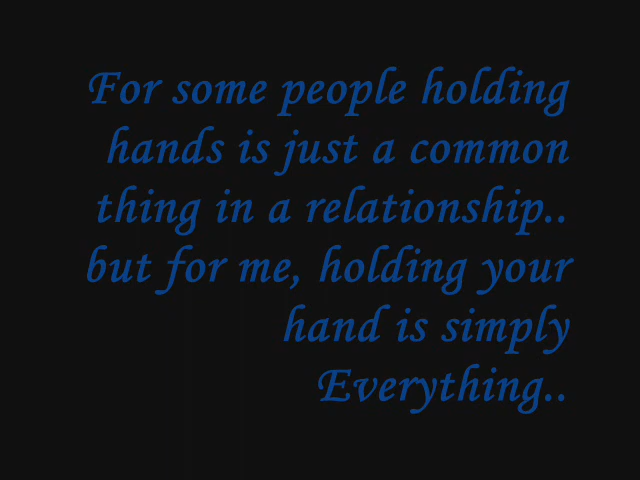 For some people holding
hands is just a common
thing in a relationship..
but for me, holding your
hand is simply
Everything..